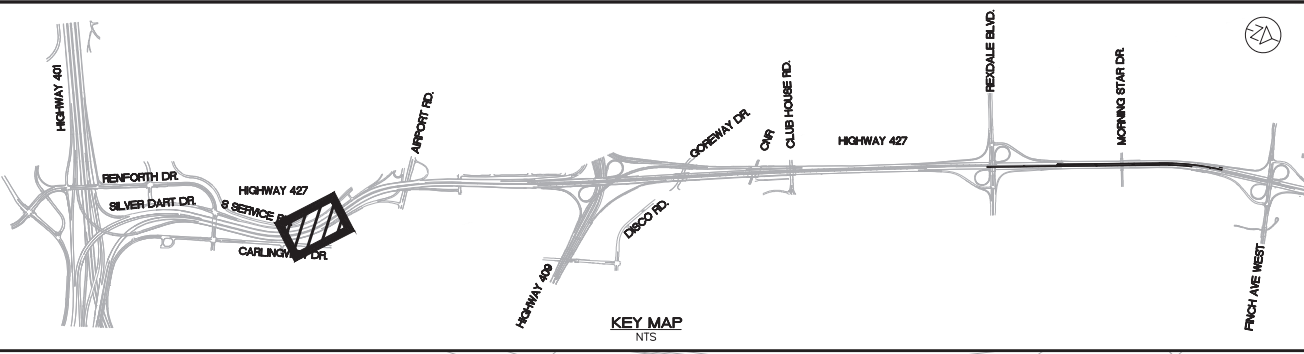 HIGHWAY 401
RENFORTH DR.
SILVER DART DR.
HIGHWAY 427
S SERVICE
CARLINGVIEW DR.
AIRPORT RD.
HIGHWAY 409
DISCO RD.
GOREWAY DR.
CNR
CLUB HOUSE RD.
HIGHWAY 427
REXDALE BLVD.
MORNING STAR DR.
FINCH AVE WEST
N
KEY MAP
NTS